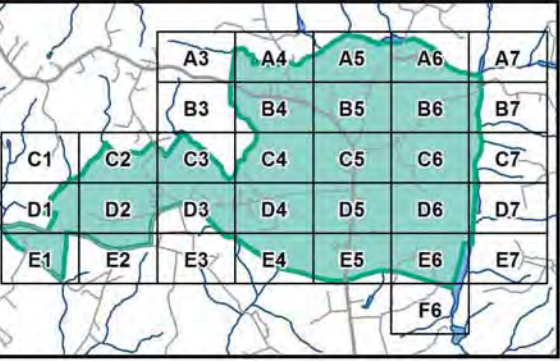 A3 A4 A5 A6 A7
B3 B4 B5 B6 B7
C1 C2 C3 C4 C5 C6 C7
D1 D2 D3 D4 D5 D6 D7
E1 E2 E3 E4 E5 E6 E7
F6